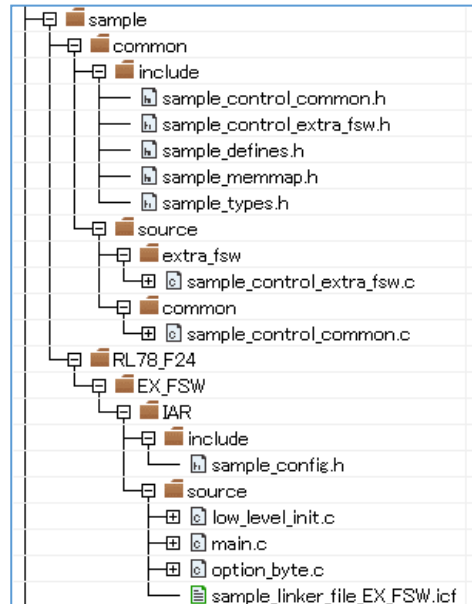 sample
common
include
sample_control_common.h
sample_control_extra_fsw.h
sample_defines.h
sample_memmap.h
sample_types.h
source
extra_fsw
sample_control_extra_fsw.c
common
sample_control_common.c
RL78_F24
EX_FSW
IAR
include
sample_config.h
source
low_level_init.c
main.c
option_byte.c
sample_linker_file_EX_FSW.icf